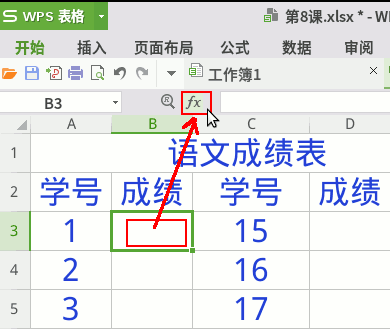 S WPS 表格 第8课.xlsx * - WP
开始 插入 页面布局 公式 数据 审阅
工作簿1 ×
B3 fx
A B C D
1 语文成绩表
2 学号 成绩 学号 成绩
3 1 15
4 2 16
5 3 17